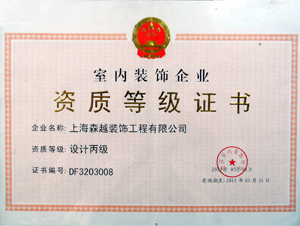 室内装饰企业
资质等级证书
企业名称: 上海森越装饰工程有限公司
资质等级: 设计丙级
证书编号: DF3203008